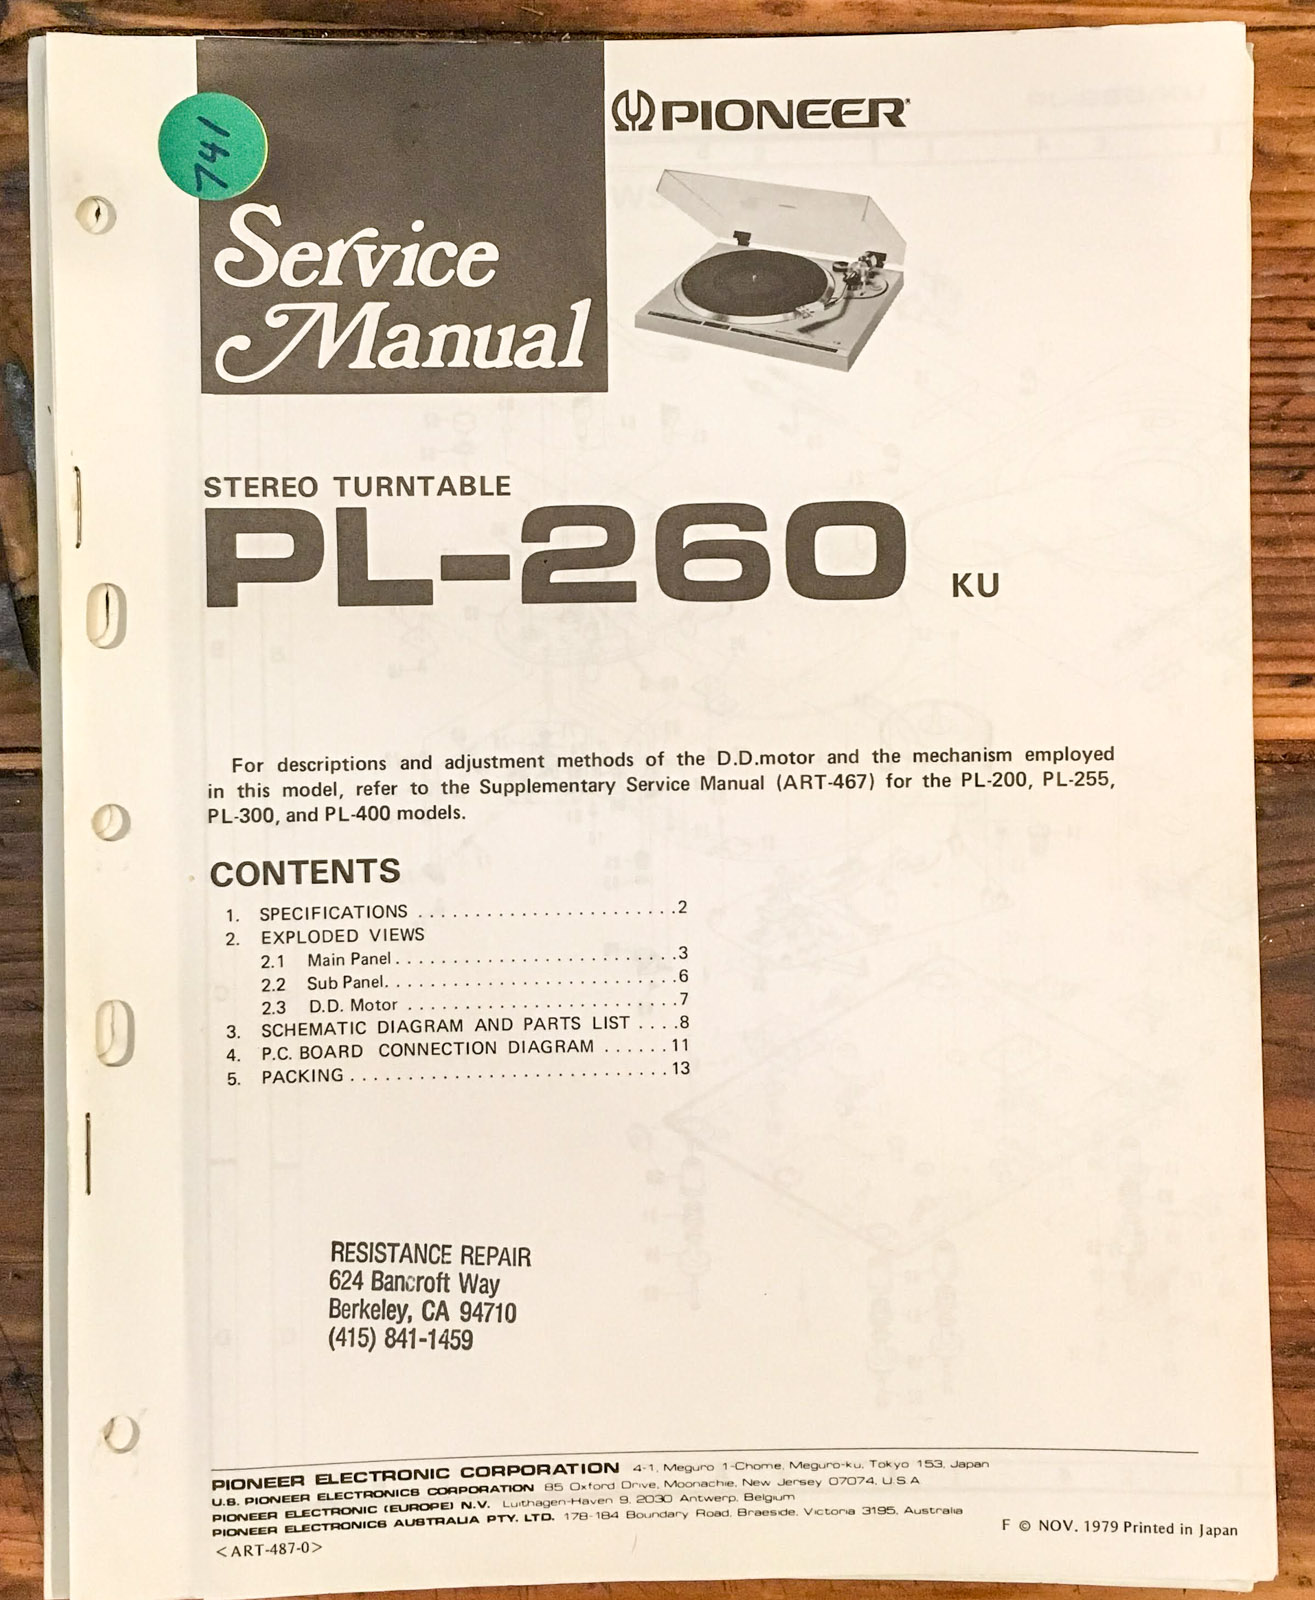 741
PIONEER
Service
Manual
STEREO TURNTABLE
PL-260 KU
For descriptions and adjustment methods of the D.D.motor and the mechanism employed
in this model, refer to the Supplementary Service Manual (ART-467) for the PL-200, PL-255,
PL-300, and PL-400 models.
CONTENTS
1. SPECIFICATIONS . . . . . . . . . . . . . . . . . . . . . . .2
2. EXPLODED VIEWS
2.1 Main Panel. . . . . . . . . . . . . . . . . . . . . . . . .3
2.2 Sub Panel. . . . . . . . . . . . . . . . . . . . . . . . . .6
2.3 D.D. Motor . . . . . . . . . . . . . . . . . . . . . . . .7
3. SCHEMATIC DIAGRAM AND PARTS LIST . . . .8
4. P.C. BOARD CONNECTION DIAGRAM . . . . . . 11
5. PACKING . . . . . . . . . . . . . . . . . . . . . . . . . . . . 13
RESISTANCE REPAIR
624 Bancroft Way
Berkeley, CA 94710
(415) 841-1459
PIONEER ELECTRONIC CORPORATION 4-1, Meguro 1-Chome, Meguro-ku, Tokyo 153, Japan
U.S. PIONEER ELECTRONICS CORPORATION 85 Oxford Drive, Moonachie, New Jersey 07074, U.S.A
PIONEER ELECTRONIC (EUROPE) N.V. Luithagen-Haven 9, 2030 Antwerp, Belgium
PIONEER ELECTRONICS AUSTRALIA PTY. LTD. 178-184 Boundary Road, Braeside, Victoria 3195, Australia
<ART-487-0>
F © NOV. 1979 Printed in Japan